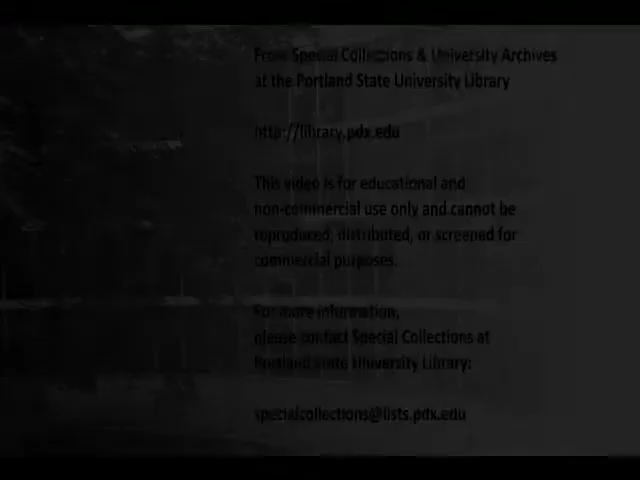 From Special Collections & University Archives
at the Portland State University Library
http://library.pdx.edu
This video is for educational and
non-commercial use only and cannot be
reproduced, distributed, or screened for
commercial purposes.
For more information,
please contact Special Collections at
Portland State University Library:
specialcollections@lists.pdx.edu